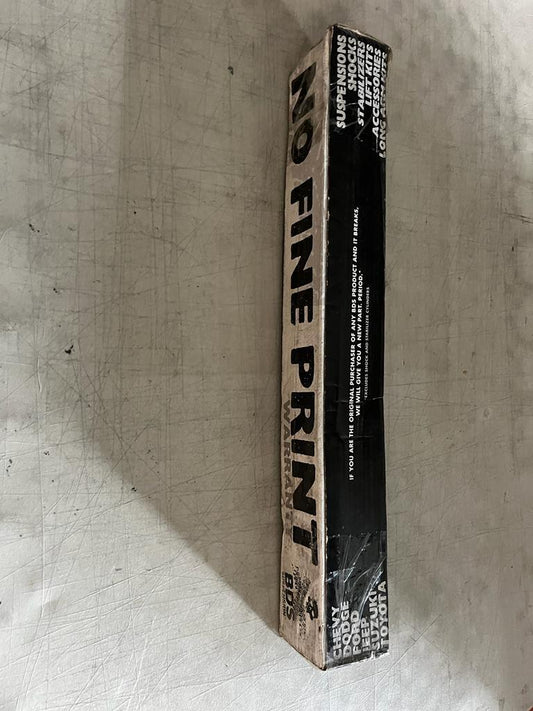 NO FINE PRINT
WARRANTY
BDS
SUSPENSIONS
SHOCKS
STABILIZERS
LIFT KITS
ACCESSORIES
LONG ARM KITS
IF YOU ARE THE ORIGINAL PURCHASER OF ANY BDS PRODUCT AND IT BREAKS,
WE WILL GIVE YOU A NEW PART. PERIOD.*
*EXCLUDES SHOCK AND STABILIZER CYLINDERS
CHEVY
DODGE
FORD
JEEP
SUZUKI
TOYOTA